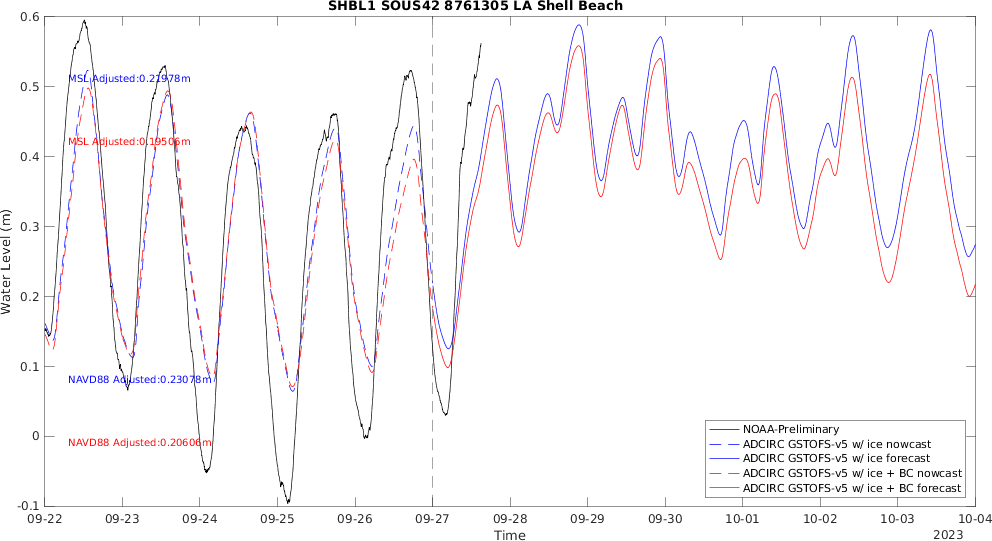 SHBL1 SOUS42 8761305 LA Shell Beach
0.6
0.5
0.4
0.3
0.2
0.1
0
-0.1
Water Level (m)
MSL Adjusted:0.21978m
MSL Adjusted:0.19506m
NAVD88 Adjusted:0.23078m
NAVD88 Adjusted:0.20606m
NOAA-Preliminary
ADCIRC GSTOFS-v5 w/ ice nowcast
ADCIRC GSTOFS-v5 w/ ice forecast
ADCIRC GSTOFS-v5 w/ ice + BC nowcast
ADCIRC GSTOFS-v5 w/ ice + BC forecast
09-22 09-23 09-24 09-25 09-26 09-27 09-28 09-29 09-30 10-01 10-02 10-03 10-04
Time
2023